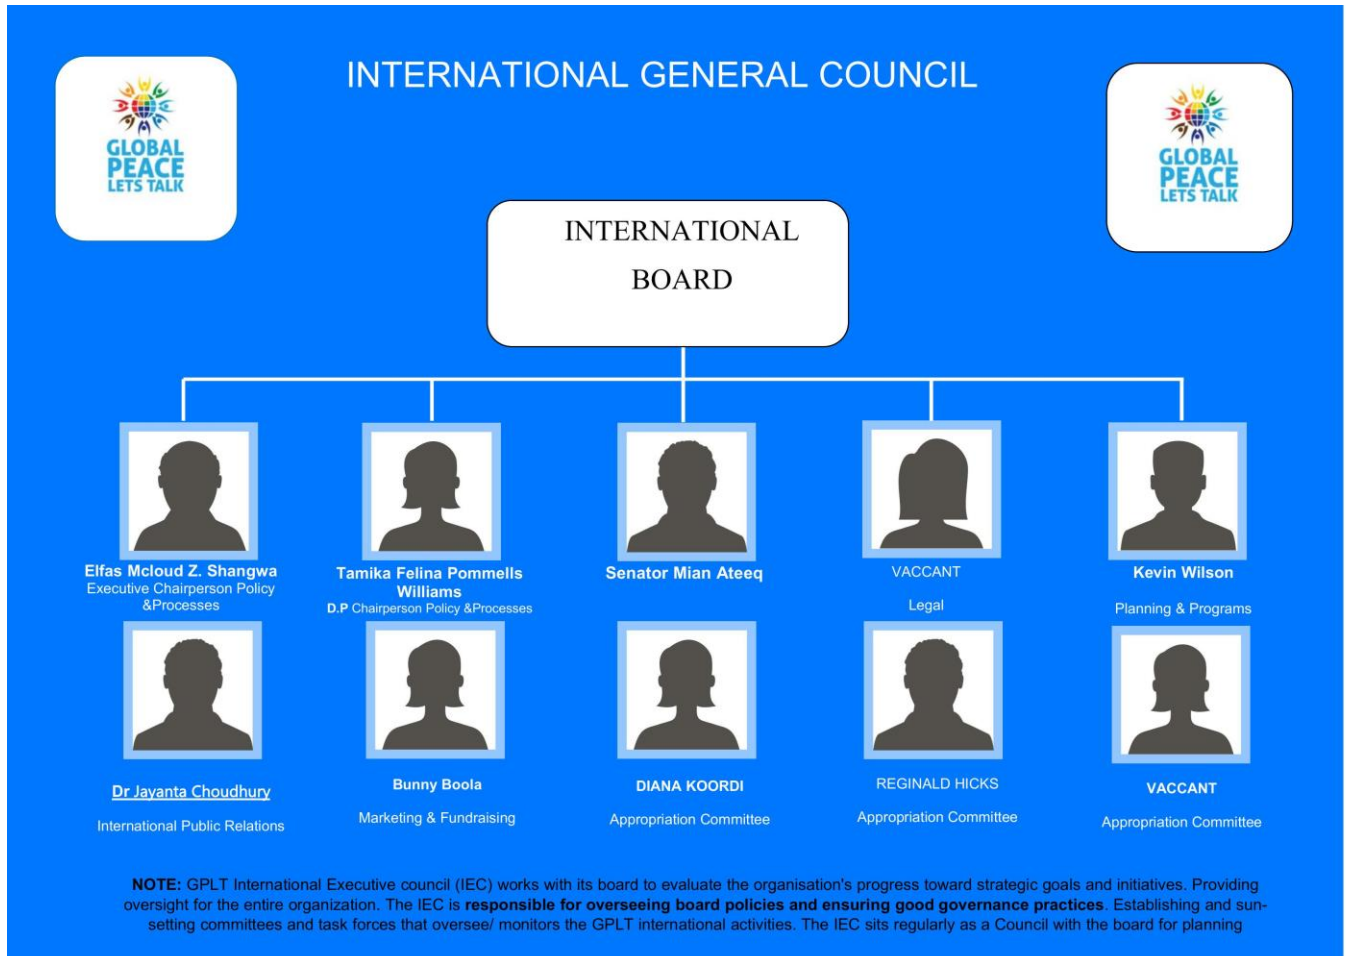 INTERNATIONAL GENERAL COUNCIL
GLOBAL
PEACE
LETS TALK
GLOBAL
PEACE
LETS TALK
INTERNATIONAL
BOARD
Elfas Mcloud Z. Shangwa
Executive Chairperson Policy
&Processes
Tamika Felina Pommells
Williams
D.P Chairperson Policy &Processes
Senator Mian Ateeq
VACCANT
Legal
Kevin Wilson
Planning & Programs
Dr Jayanta Choudhury
International Public Relations
Bunny Boola
Marketing & Fundraising
DIANA KOORDI
Appropriation Committee
REGINALD HICKS
Appropriation Committee
VACCANT
Appropriation Committee
NOTE: GPLT International Executive council (IEC) works with its board to evaluate the organisation's progress toward strategic goals and initiatives. Providing
oversight for the entire organization. The IEC is responsible for overseeing board policies and ensuring good governance practices. Establishing and sun-
setting committees and task forces that oversee/ monitors the GPLT international activities. The IEC sits regularly as a Council with the board for planning